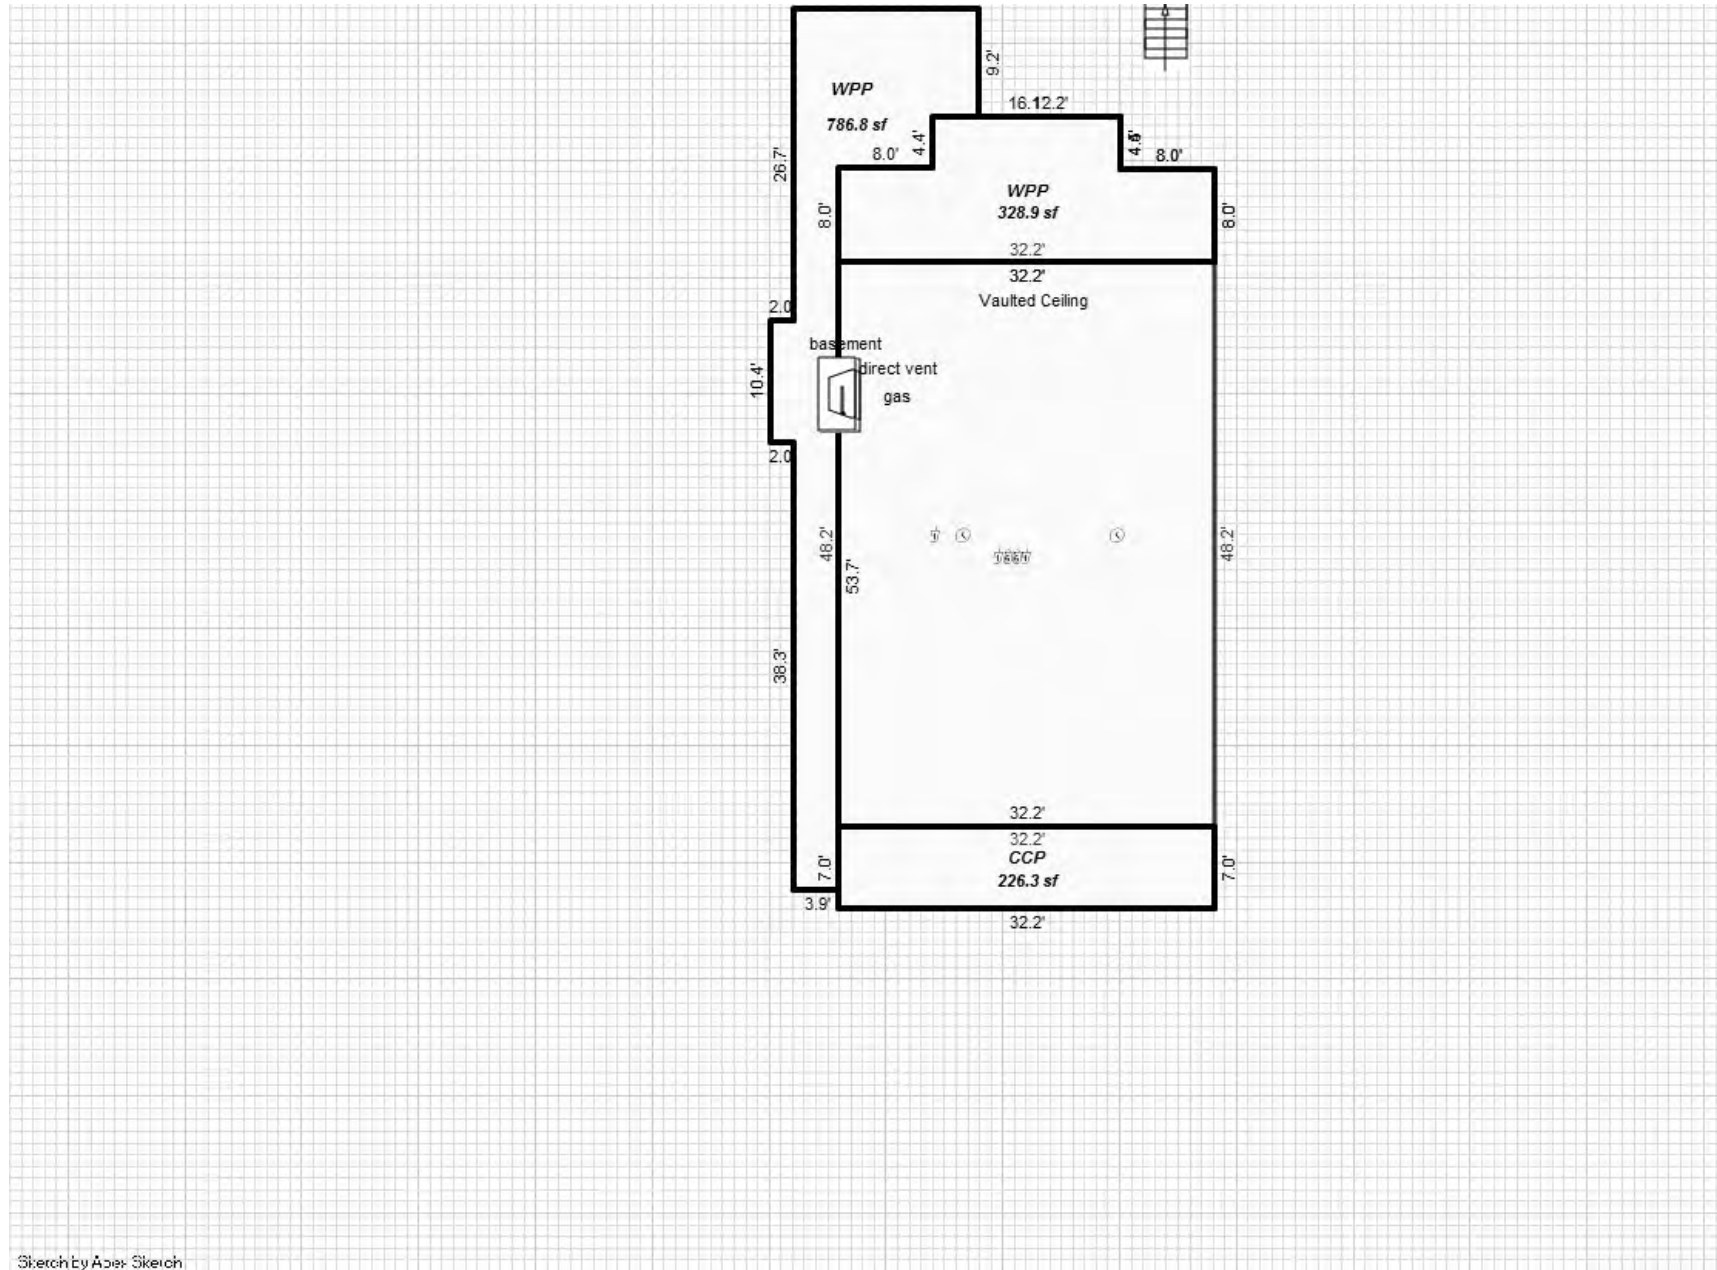 9.2'
WPP
16.12.2'
786.8 sf
4.4'
8.0'
8.0'
26.7'
WPP
328.9 sf
8.0'
8.0'
32.2'
32.2'
Vaulted Ceiling
2.0
basement
direct vent
10.4'
gas
2.0
48.2'
48.2'
53.7'
38.3'
32.2'
32.2'
CCP
7.0'
7.0'
226.3 sf
3.9'
32.2'
Sketch by Apex Sketch